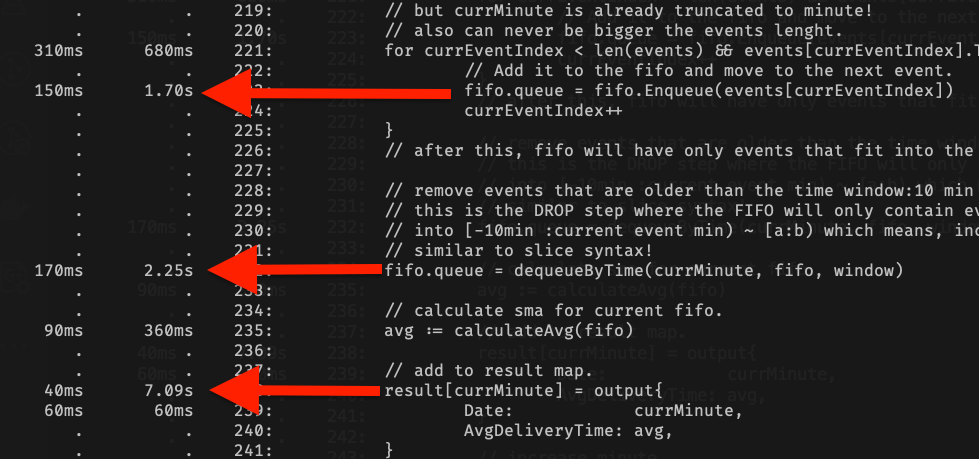 . . 219: // but currMinute is already truncated to minute!
. . 220: // also can never be bigger the events lenght.
310ms 680ms 221: for currEventIndex < len(events) && events[currEventIndex].
. . 222: // Add it to the fifo and move to the next event.
150ms 1.70s fifo.queue = fifo.Enqueue(events[currEventIndex])
. . 24: currEventIndex++
. . 225: }
. . 226: // after this, fifo will have only events that fit into the
. . 227:
. . 228: // remove events that are older than the time window:10 min
. . 229: // this is the DROP step where the FIFO will only contain ev
. . 230: // into [-10min :current event min) ~ [a:b) which means, inc
. . 231: // similar to slice syntax!
170ms 2.25s fifo.queue = dequeueByTime(currMinute, fifo, window)
. . 233:
. . 234: // calculate sma for current fifo.
90ms 360ms 235: avg := calculateAvg(fifo)
. . 236:
. . 237: // add to result map.
40ms 7.09s result[currMinute] = output{
60ms 60ms 239: Date: currMinute,
. . 240: AvgDeliveryTime: avg,
. . 241: }